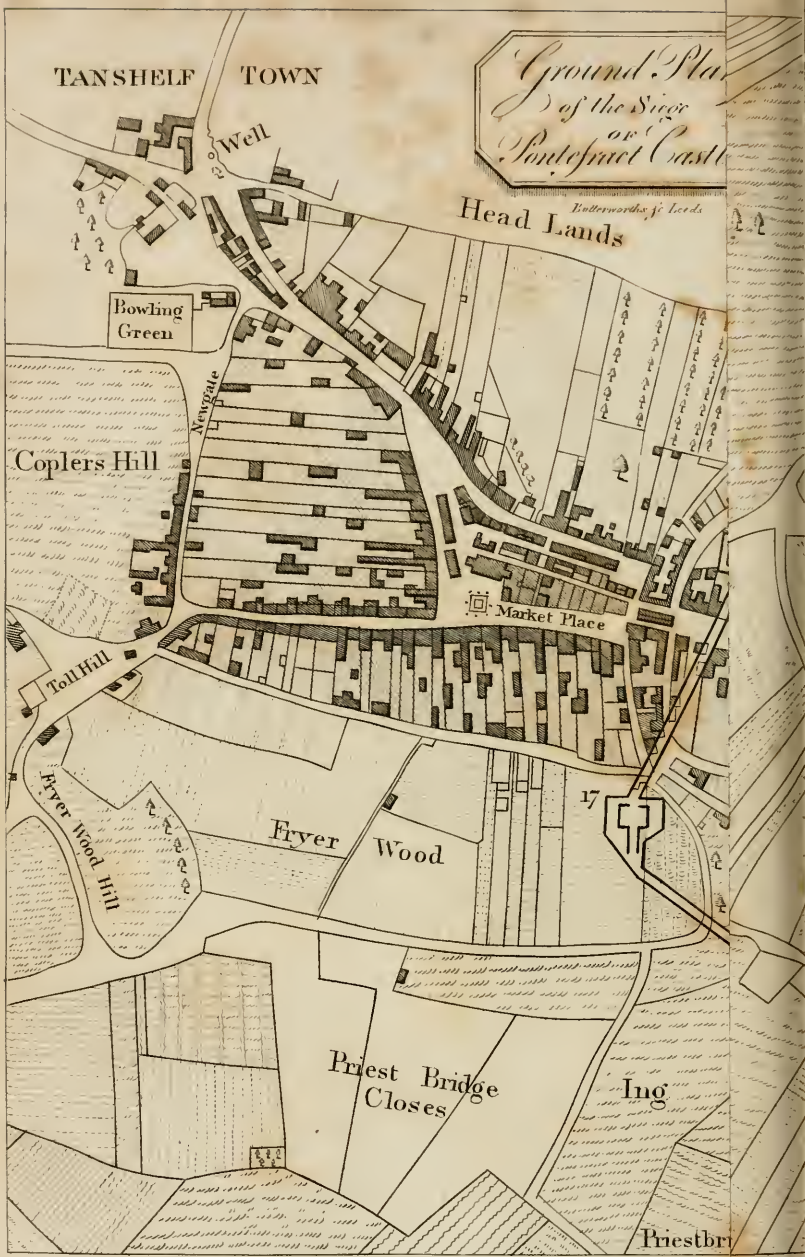 TANSHELF TOWN
Well
Ground Pla
of the Siege
OF
Pontefract Castl
Butterworths sc Leeds
Head Lands
Bowling
Green
Newgate
Coplers Hill
Market Place
Toll Hill
17
Fryer Wood
Fryer Wood Hill
Priest Bridge
Closes
Ing
Priestbri